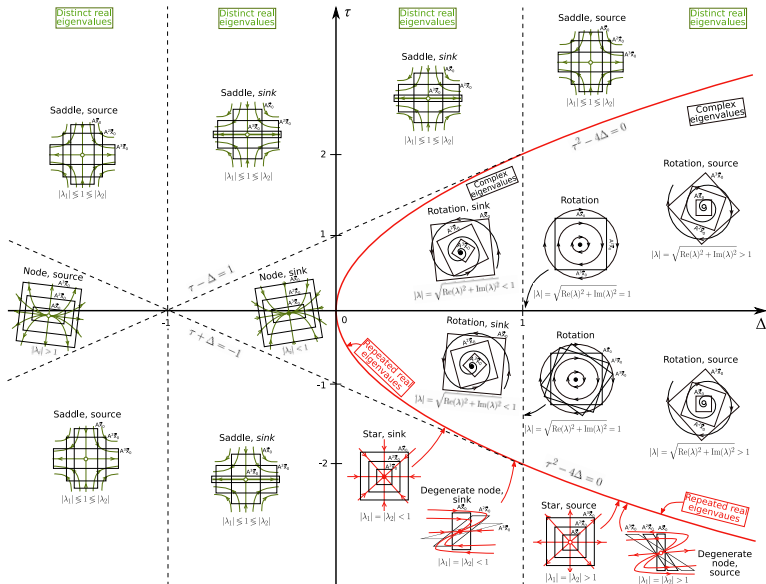 Distinct real
eigenvalues
Distinct real
eigenvalues
τ
Distinct real
eigenvalues
Saddle, source
Distinct real
eigenvalues
Saddle, sink
Saddle, sink
|λ₁| ≶ 1 ≶ |λ₂|
|λ₁| ≶ 1 ≶ |λ₂|
|λ₁| ≶ 1 ≶ |λ₂|
Saddle, source
|λ₁| ≶ 1 ≶ |λ₂|
Complex
eigenvalues
τ²−4Δ=0
2
Complex
eigenvalues
Rotation, source
|λ| = √(Re(λ)²+Im(λ)²) > 1
Rotation, sink
|λ| = √(Re(λ)²+Im(λ)²) < 1
Rotation
|λ| = √(Re(λ)²+Im(λ)²) = 1
1
Node, source
|λᵢ| > 1
τ−Δ=1
Node, sink
|λᵢ| < 1
-1
0
1
Δ
τ+Δ=−1
Repeated real
eigenvalues
Rotation, sink
|λ| = √(Re(λ)²+Im(λ)²) < 1
Rotation
|λ| = √(Re(λ)²+Im(λ)²) = 1
Rotation, source
|λ| = √(Re(λ)²+Im(λ)²) > 1
-1
Saddle, source
|λ₁| ≶ 1 ≶ |λ₂|
Saddle, sink
|λ₁| ≶ 1 ≶ |λ₂|
-2
Star, sink
|λ₁| = |λ₂| < 1
τ²−4Δ=0
Degenerate node,
sink
|λ₁| = |λ₂| < 1
Star, source
|λ₁| = |λ₂| > 1
Repeated real
eigenvalues
Degenerate
node,
source
|λ₁| = |λ₂| > 1